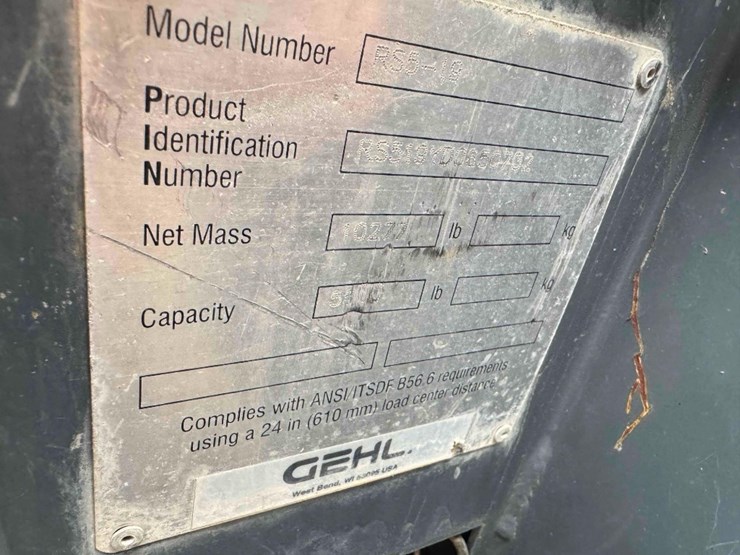 Model Number RS5-19
Product
Identification
Number
Net Mass lb kg
Capacity lb kg
Complies with ANSI/ITSDF B56.6 requirements
using a 24 in (610 mm) load center distance
GEHL
West Bend, WI USA